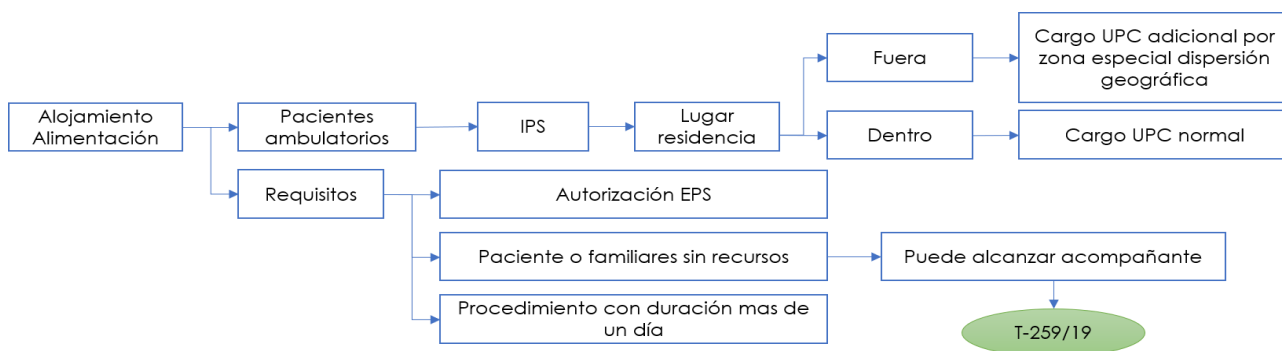 Alojamiento
Alimentación
Pacientes
ambulatorios
IPS
Lugar
residencia
Fuera
Cargo UPC adicional por
zona especial dispersión
geográfica
Dentro
Cargo UPC normal
Requisitos
Autorización EPS
Paciente o familiares sin recursos
Puede alcanzar acompañante
Procedimiento con duración mas de
un día
T-259/19